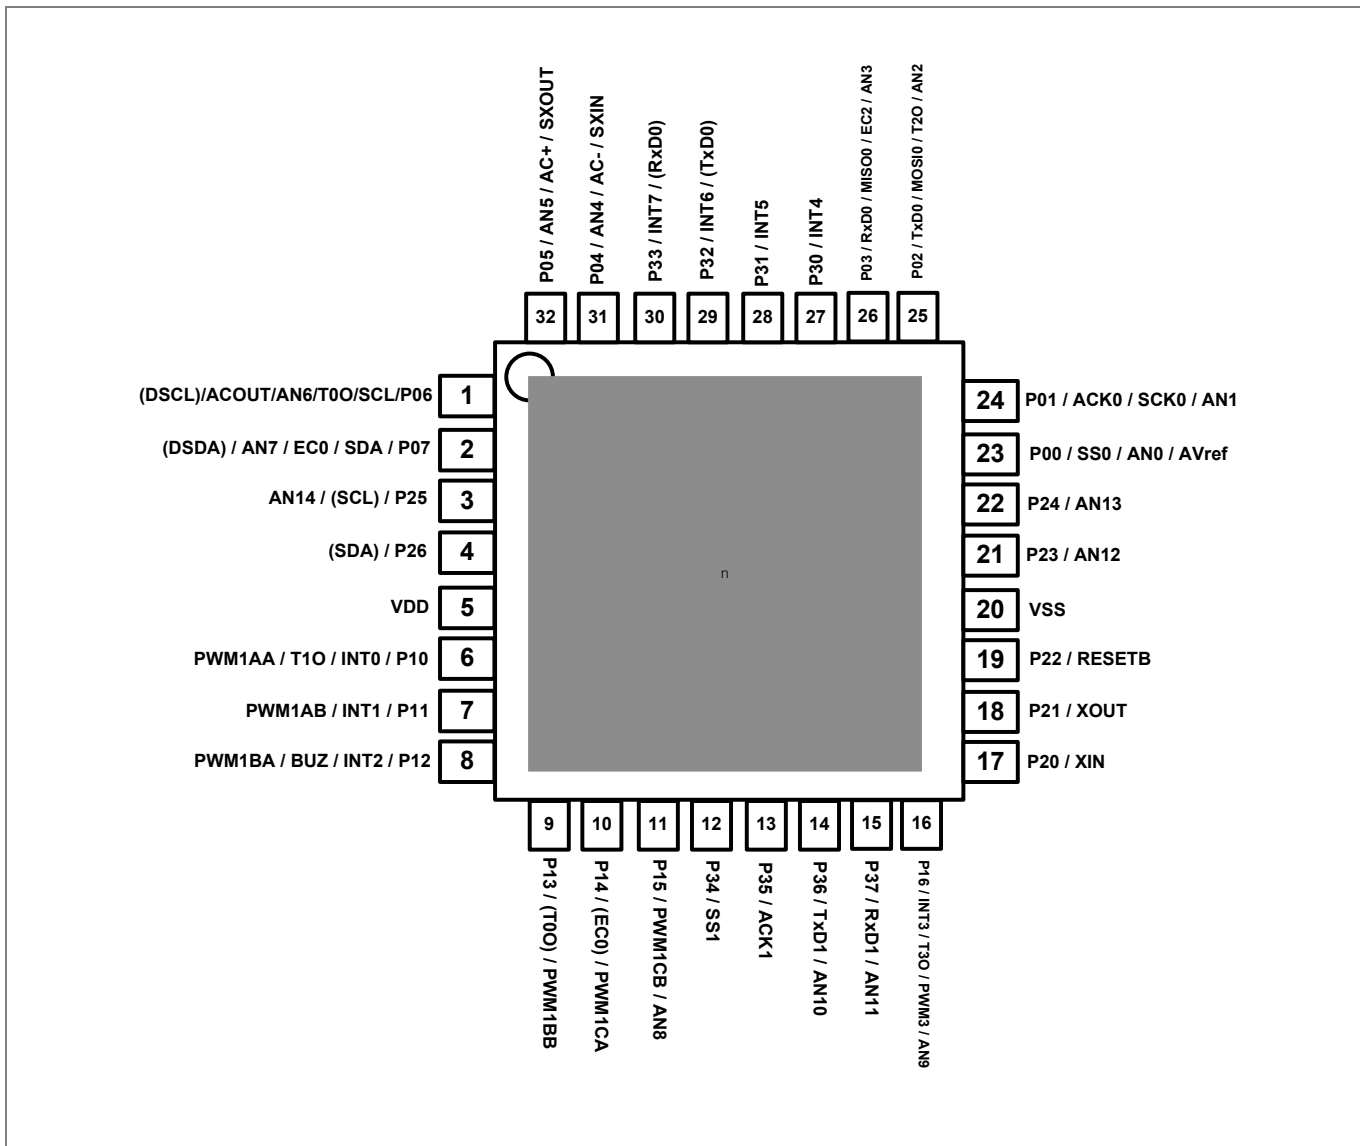 P05 / AN5 / AC+ / SXOUT
P04 / AN4 / AC- / SXIN
P33 / INT7 / (RxD0)
P32 / INT6 / (TxD0)
P31 / INT5
P30 / INT4
P03 / RxD0 / MISO0 / EC2 / AN3
P02 / TxD0 / MOSI0 / T2O / AN2
32 31 30 29 28 27 26 25
(DSCL)/ACOUT/AN6/T0O/SCL/P06 1
(DSDA) / AN7 / EC0 / SDA / P07 2
AN14 / (SCL) / P25 3
(SDA) / P26 4
VDD 5
PWM1AA / T1O / INT0 / P10 6
PWM1AB / INT1 / P11 7
PWM1BA / BUZ / INT2 / P12 8
n
24 P01 / ACK0 / SCK0 / AN1
23 P00 / SS0 / AN0 / AVref
22 P24 / AN13
21 P23 / AN12
20 VSS
19 P22 / RESETB
18 P21 / XOUT
17 P20 / XIN
9 10 11 12 13 14 15 16
P13 / (T0O) / PWM1BB
P14 / (EC0) / PWM1CA
P15 / PWM1CB / AN8
P34 / SS1
P35 / ACK1
P36 / TxD1 / AN10
P37 / RxD1 / AN11
P16 / INT3 / T3O / PWM3 / AN9